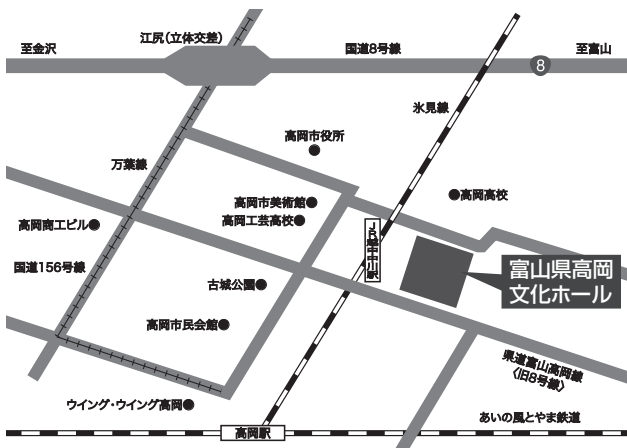 江尻(立体交差)
至金沢
国道8号線
至富山
8
氷見線
高岡市役所
万葉線
高岡高校
高岡市美術館
高岡工芸高校
高岡商工ビル
JR越中中川駅
国道156号線
富山県高岡
文化ホール
古城公園
高岡市民会館
県道富山高岡線
〈旧8号線〉
ウイング・ウイング高岡
あいの風とやま鉄道
高岡駅